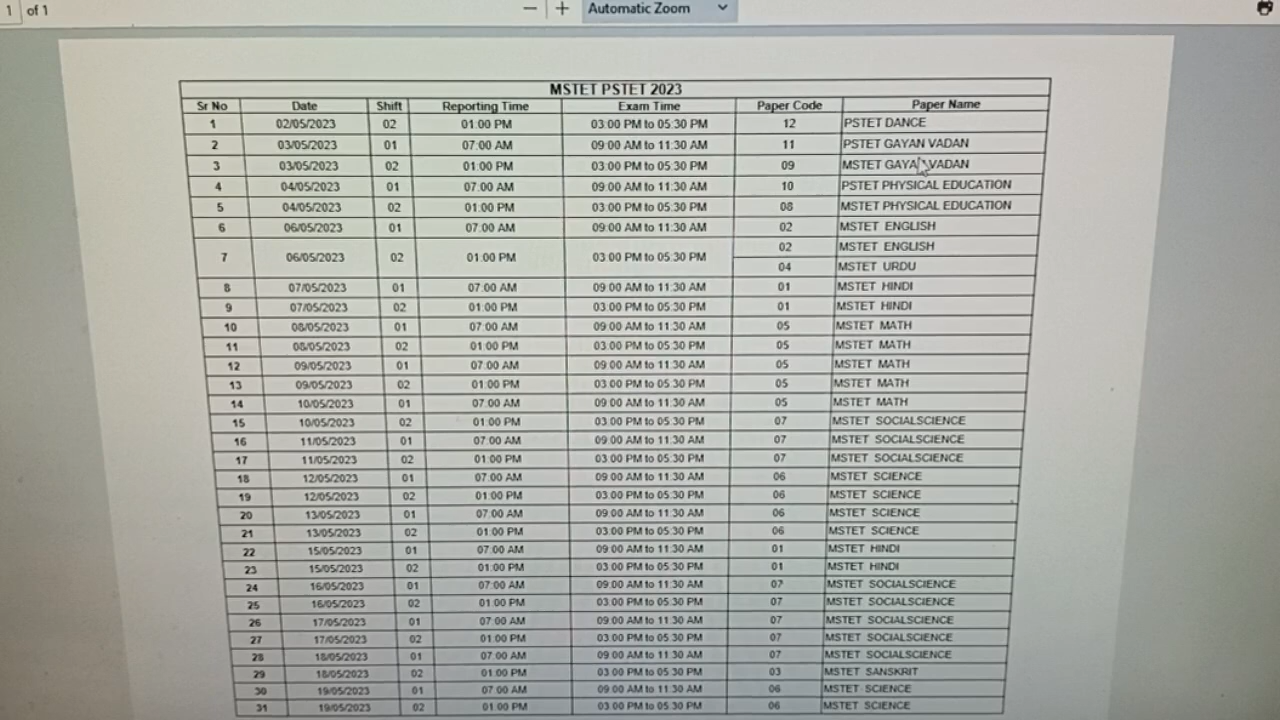 1 of 1 Automatic Zoom
MSTET PSTET 2023
Sr No Date Shift Reporting Time Exam Time Paper Code Paper Name
1 02/05/2023 02 01:00 PM 03:00 PM to 05:30 PM 12 PSTET DANCE
2 03/05/2023 01 07:00 AM 09:00 AM to 11:30 AM 11 PSTET GAYAN VADAN
3 03/05/2023 02 01:00 PM 03:00 PM to 05:30 PM 09 MSTET GAYAN VADAN
4 04/05/2023 01 07:00 AM 09:00 AM to 11:30 AM 10 PSTET PHYSICAL EDUCATION
5 04/05/2023 02 01:00 PM 03:00 PM to 05:30 PM 08 MSTET PHYSICAL EDUCATION
6 06/05/2023 01 07:00 AM 09:00 AM to 11:30 AM 02 MSTET ENGLISH
7 06/05/2023 02 01:00 PM 03:00 PM to 05:30 PM 02 MSTET ENGLISH
04 MSTET URDU
8 07/05/2023 01 07:00 AM 09:00 AM to 11:30 AM 01 MSTET HINDI
9 07/05/2023 02 01:00 PM 03:00 PM to 05:30 PM 01 MSTET HINDI
10 08/05/2023 01 07:00 AM 09:00 AM to 11:30 AM 05 MSTET MATH
11 08/05/2023 02 01:00 PM 03:00 PM to 05:30 PM 05 MSTET MATH
12 09/05/2023 01 07:00 AM 09:00 AM to 11:30 AM 05 MSTET MATH
13 09/05/2023 02 01:00 PM 03:00 PM to 05:30 PM 05 MSTET MATH
14 10/05/2023 01 07:00 AM 09:00 AM to 11:30 AM 05 MSTET MATH
15 10/05/2023 02 01:00 PM 03:00 PM to 05:30 PM 07 MSTET SOCIALSCIENCE
16 11/05/2023 01 07:00 AM 09:00 AM to 11:30 AM 07 MSTET SOCIALSCIENCE
17 11/05/2023 02 01:00 PM 03:00 PM to 05:30 PM 07 MSTET SOCIALSCIENCE
18 12/05/2023 01 07:00 AM 09:00 AM to 11:30 AM 06 MSTET SCIENCE
19 12/05/2023 02 01:00 PM 03:00 PM to 05:30 PM 06 MSTET SCIENCE
20 13/05/2023 01 07:00 AM 09:00 AM to 11:30 AM 06 MSTET SCIENCE
21 13/05/2023 02 01:00 PM 03:00 PM to 05:30 PM 06 MSTET SCIENCE
22 15/05/2023 01 07:00 AM 09:00 AM to 11:30 AM 01 MSTET HINDI
23 15/05/2023 02 01:00 PM 03:00 PM to 05:30 PM 01 MSTET HINDI
24 16/05/2023 01 07:00 AM 09:00 AM to 11:30 AM 07 MSTET SOCIALSCIENCE
25 16/05/2023 02 01:00 PM 03:00 PM to 05:30 PM 07 MSTET SOCIALSCIENCE
26 17/05/2023 01 07:00 AM 09:00 AM to 11:30 AM 07 MSTET SOCIALSCIENCE
27 17/05/2023 02 01:00 PM 03:00 PM to 05:30 PM 07 MSTET SOCIALSCIENCE
28 18/05/2023 01 07:00 AM 09:00 AM to 11:30 AM 07 MSTET SOCIALSCIENCE
29 18/05/2023 02 01:00 PM 03:00 PM to 05:30 PM 03 MSTET SANSKRIT
30 19/05/2023 01 07:00 AM 09:00 AM to 11:30 AM 06 MSTET SCIENCE
31 19/05/2023 02 01:00 PM 03:00 PM to 05:30 PM 06 MSTET SCIENCE